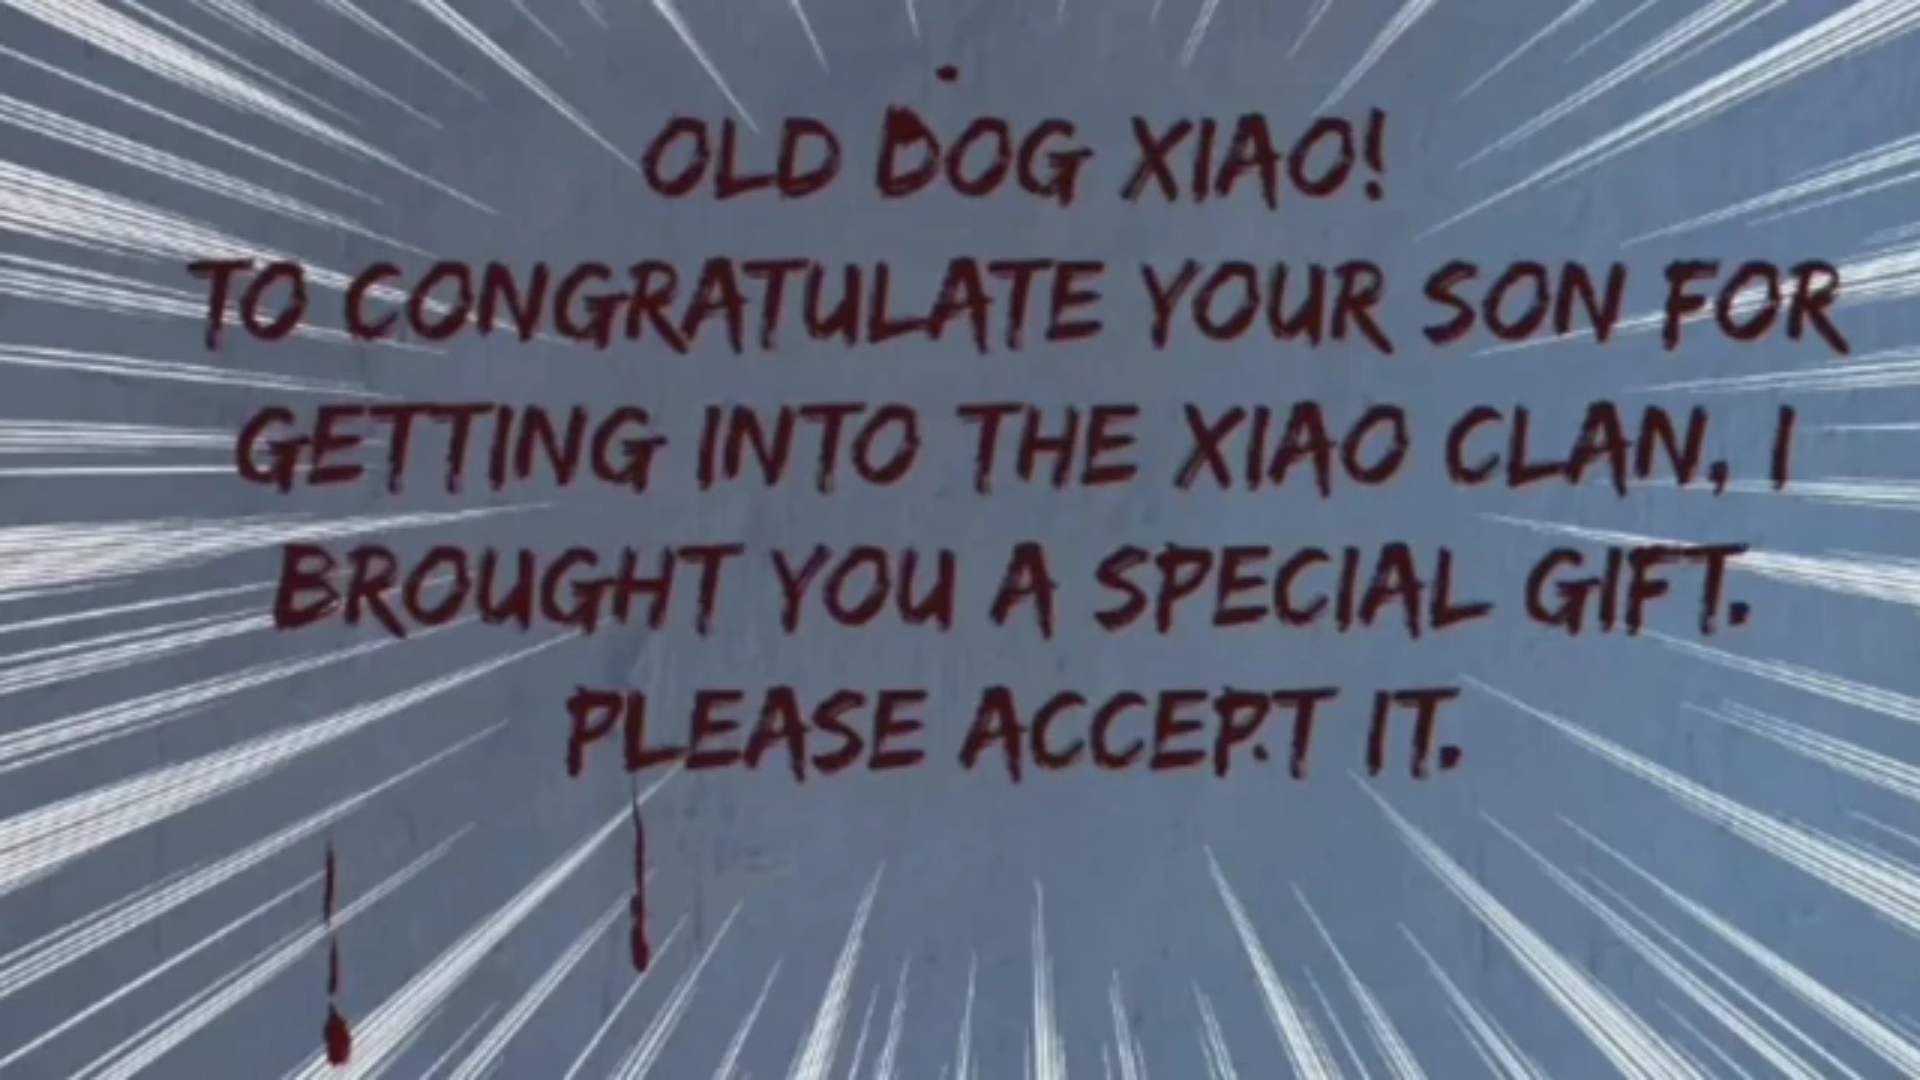 OLD DOG XIAO!
TO CONGRATULATE YOUR SON FOR
GETTING INTO THE XIAO CLAN, I
BROUGHT YOU A SPECIAL GIFT.
PLEASE ACCEPT IT.